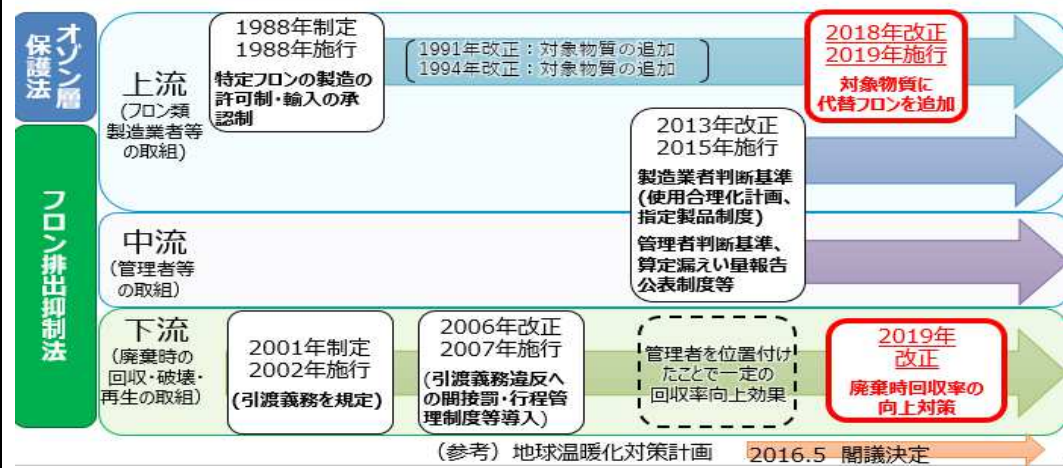 オゾン層
保護法
上流
(フロン類
製造業者等
の取組)
1988年制定
1988年施行
特定フロンの製造の
許可制・輸入の承
認制
1991年改正：対象物質の追加
1994年改正：対象物質の追加
2018年改正
2019年施行
対象物質に
代替フロンを追加
フロン排出抑制法
2013年改正
2015年施行
製造業者判断基準
(使用合理化計画、
指定製品制度)
管理者判断基準、
算定漏えい量報告
公表制度等
中流
(管理者等
の取組)
下流
(廃棄時の
回収・破壊・
再生の取組)
2001年制定
2002年施行
(引渡義務を規定)
2006年改正
2007年施行
(引渡義務違反へ
の間接罰・行程管
理制度等導入)
管理者を位置付け
たことで一定の
回収率向上効果
2019年
改正
廃棄時回収率の
向上対策
(参考) 地球温暖化対策計画
2016.5 閣議決定